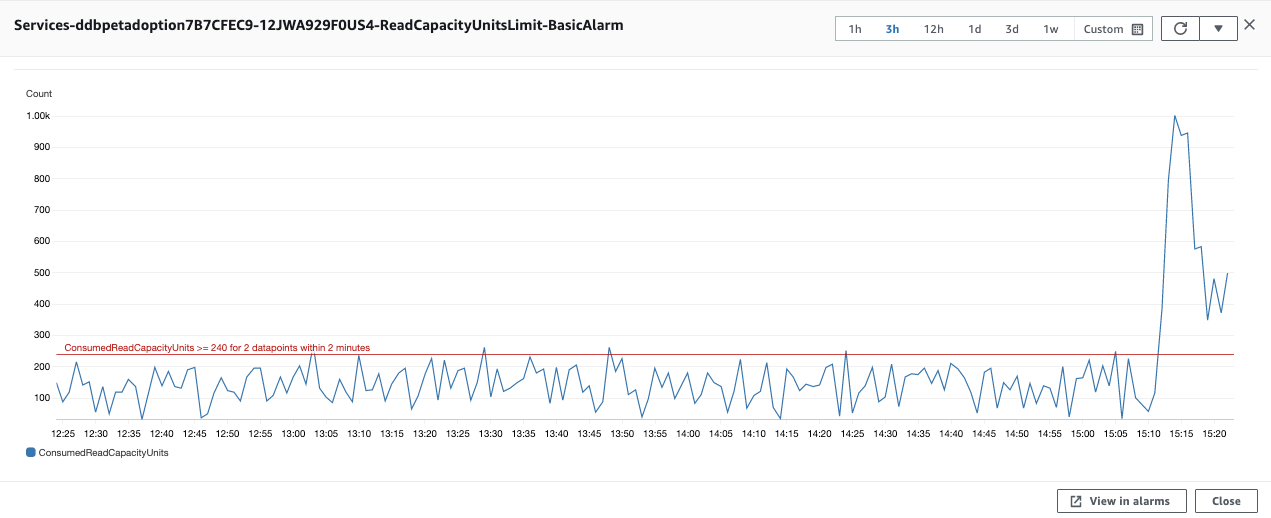 Services-ddbpetadoption7B7CFEC9-12JWA929F0US4-ReadCapacityUnitsLimit-BasicAlarm
1h 3h 12h 1d 3d 1w Custom
Count
1.00k
900
800
700
600
500
400
300
ConsumedReadCapacityUnits >= 240 for 2 datapoints within 2 minutes
200
100
12:25 12:30 12:35 12:40 12:45 12:50 12:55 13:00 13:05 13:10 13:15 13:20 13:25 13:30 13:35 13:40 13:45 13:50 13:55 14:00 14:05 14:10 14:15 14:20 14:25 14:30 14:35 14:40 14:45 14:50 14:55 15:00 15:05 15:10 15:15 15:20
ConsumedReadCapacityUnits
View in alarms Close